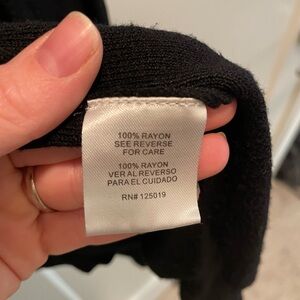 100% RAYON
SEE REVERSE
FOR CARE
100% RAYON
VER AL REVERSO
PARA EL CUIDADO
RN# 125019